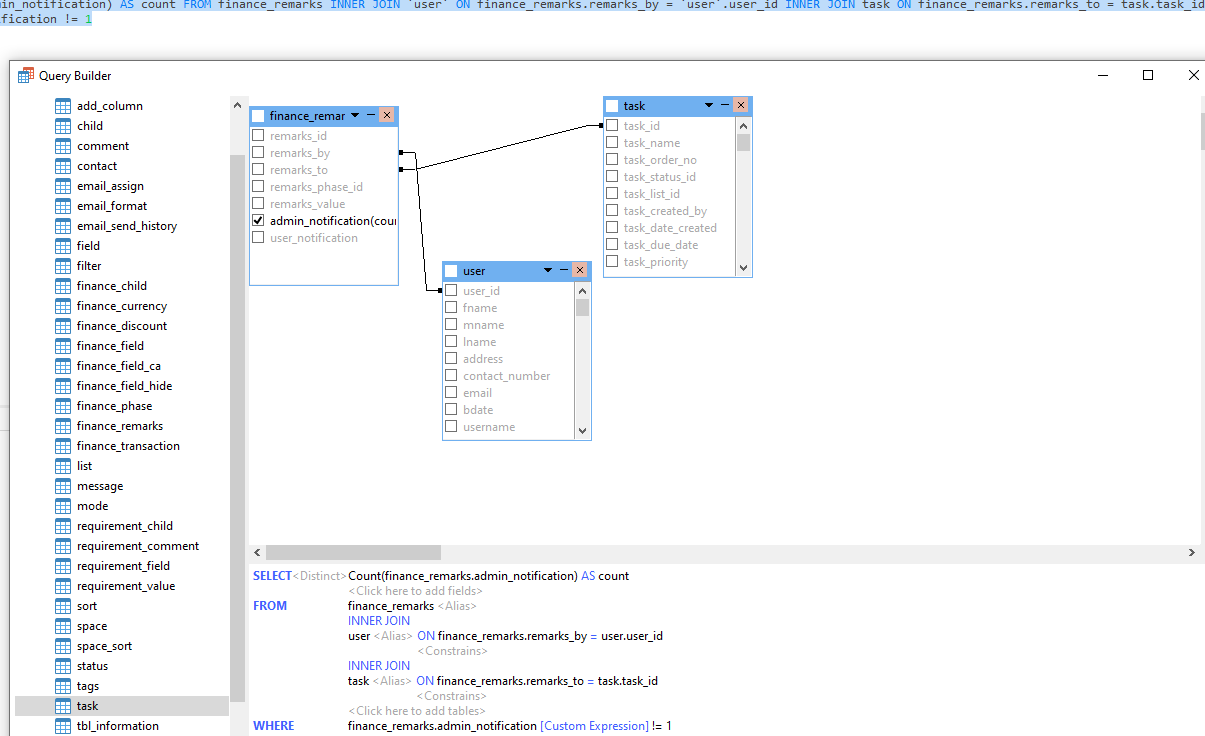 in_notification) AS count FROM finance_remarks INNER JOIN `user` ON finance_remarks.remarks_by = `user`.user_id INNER JOIN task ON finance_remarks.remarks_to = task.task_id
ification != 1
Query Builder
add_column
child
comment
contact
email_assign
email_format
email_send_history
field
filter
finance_child
finance_currency
finance_discount
finance_field
finance_field_ca
finance_field_hide
finance_phase
finance_remarks
finance_transaction
list
message
mode
requirement_child
requirement_comment
requirement_field
requirement_value
sort
space
space_sort
status
tags
task
tbl_information
finance_remar
remarks_id
remarks_by
remarks_to
remarks_phase_id
remarks_value
admin_notification(cour
user_notification
user
user_id
fname
mname
lname
address
contact_number
email
bdate
username
task
task_id
task_name
task_order_no
task_status_id
task_list_id
task_created_by
task_date_created
task_due_date
task_priority
SELECT <Distinct> Count(finance_remarks.admin_notification) AS count
<Click here to add fields>
FROM finance_remarks <Alias>
INNER JOIN
user <Alias> ON finance_remarks.remarks_by = user.user_id
<Constrains>
INNER JOIN
task <Alias> ON finance_remarks.remarks_to = task.task_id
<Constrains>
<Click here to add tables>
WHERE finance_remarks.admin_notification [Custom Expression] != 1